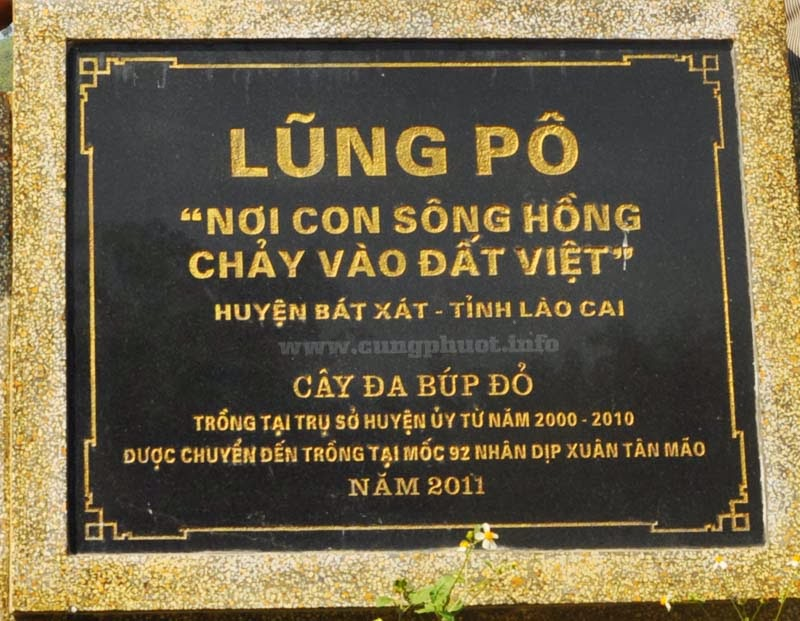 LŨNG PÔ
“NƠI CON SÔNG HỒNG
CHẢY VÀO ĐẤT VIỆT”
HUYỆN BÁT XÁT - TỈNH LÀO CAI
www.cungphuot.info
CÂY ĐA BÚP ĐỎ
TRỒNG TẠI TRỤ SỞ HUYỆN ỦY TỪ NĂM 2000 - 2010
ĐƯỢC CHUYỂN ĐẾN TRỒNG TẠI MỐC 92 NHÂN DỊP XUÂN TÂN MÃO
NĂM 2011